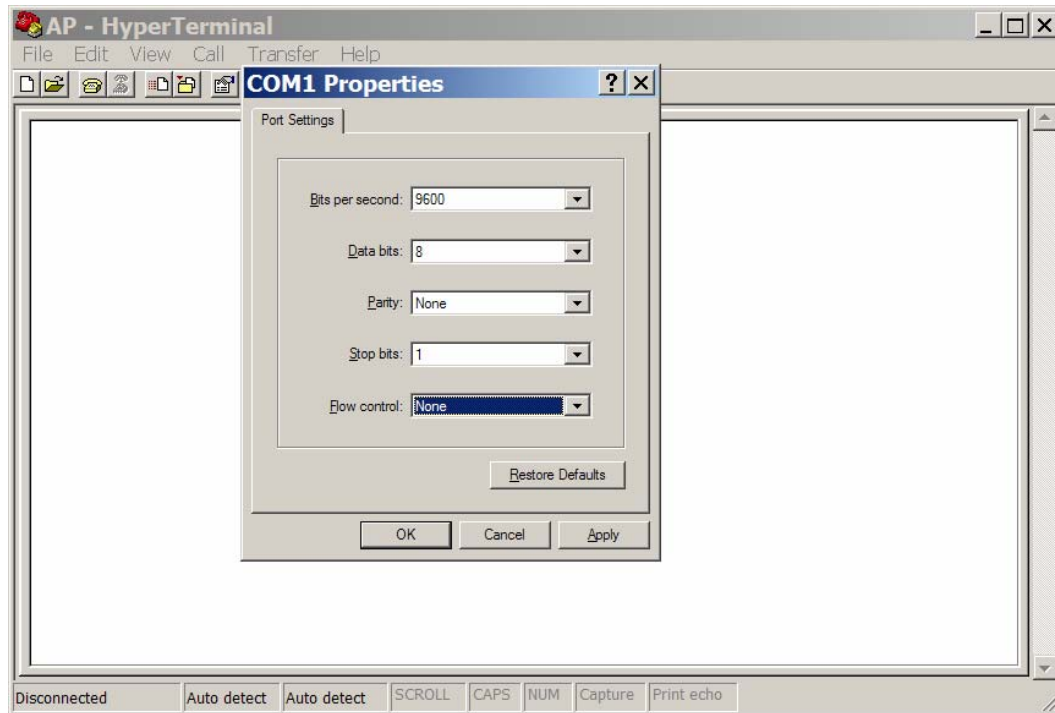 AP - HyperTerminal
File Edit View Call Transfer Help
COM1 Properties
Port Settings
Bits per second: 9600
Data bits: 8
Parity: None
Stop bits: 1
Flow control: None
Restore Defaults
OK Cancel Apply
Disconnected Auto detect Auto detect SCROLL CAPS NUM Capture Print echo